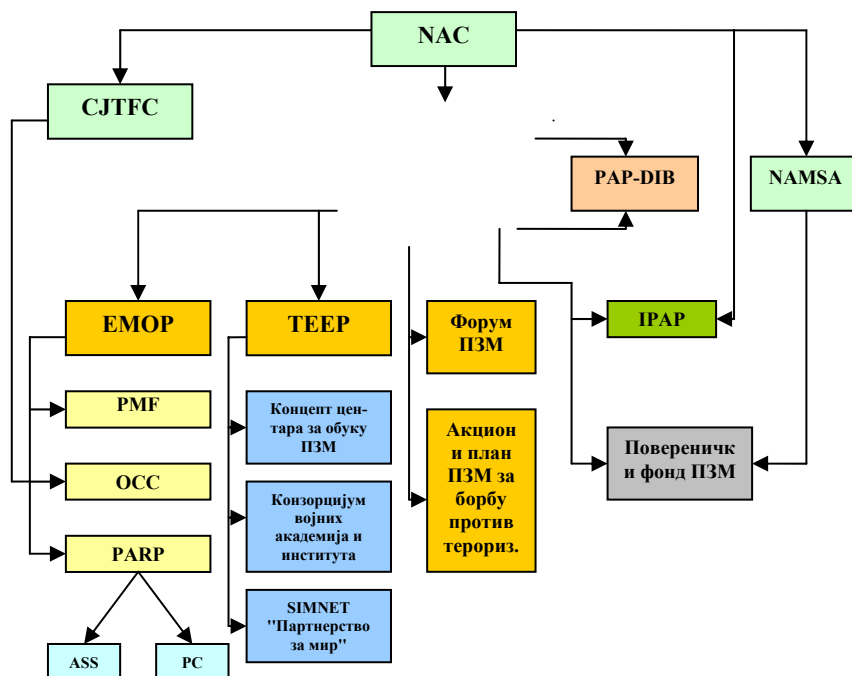 NAC
CJTFC
PAP-DIB
NAMSA
EMOP
TEEP
Форум
ПЗМ
IPAP
PMF
Концепт цен-
тара за обуку
ПЗМ
Акцион
и план
ПЗМ за
борбу
против
терориз.
Повереничк
и фонд ПЗМ
OCC
Конзорцијум
војних
академија и
института
PARP
SIMNET
"Партнерство
за мир"
ASS
PC